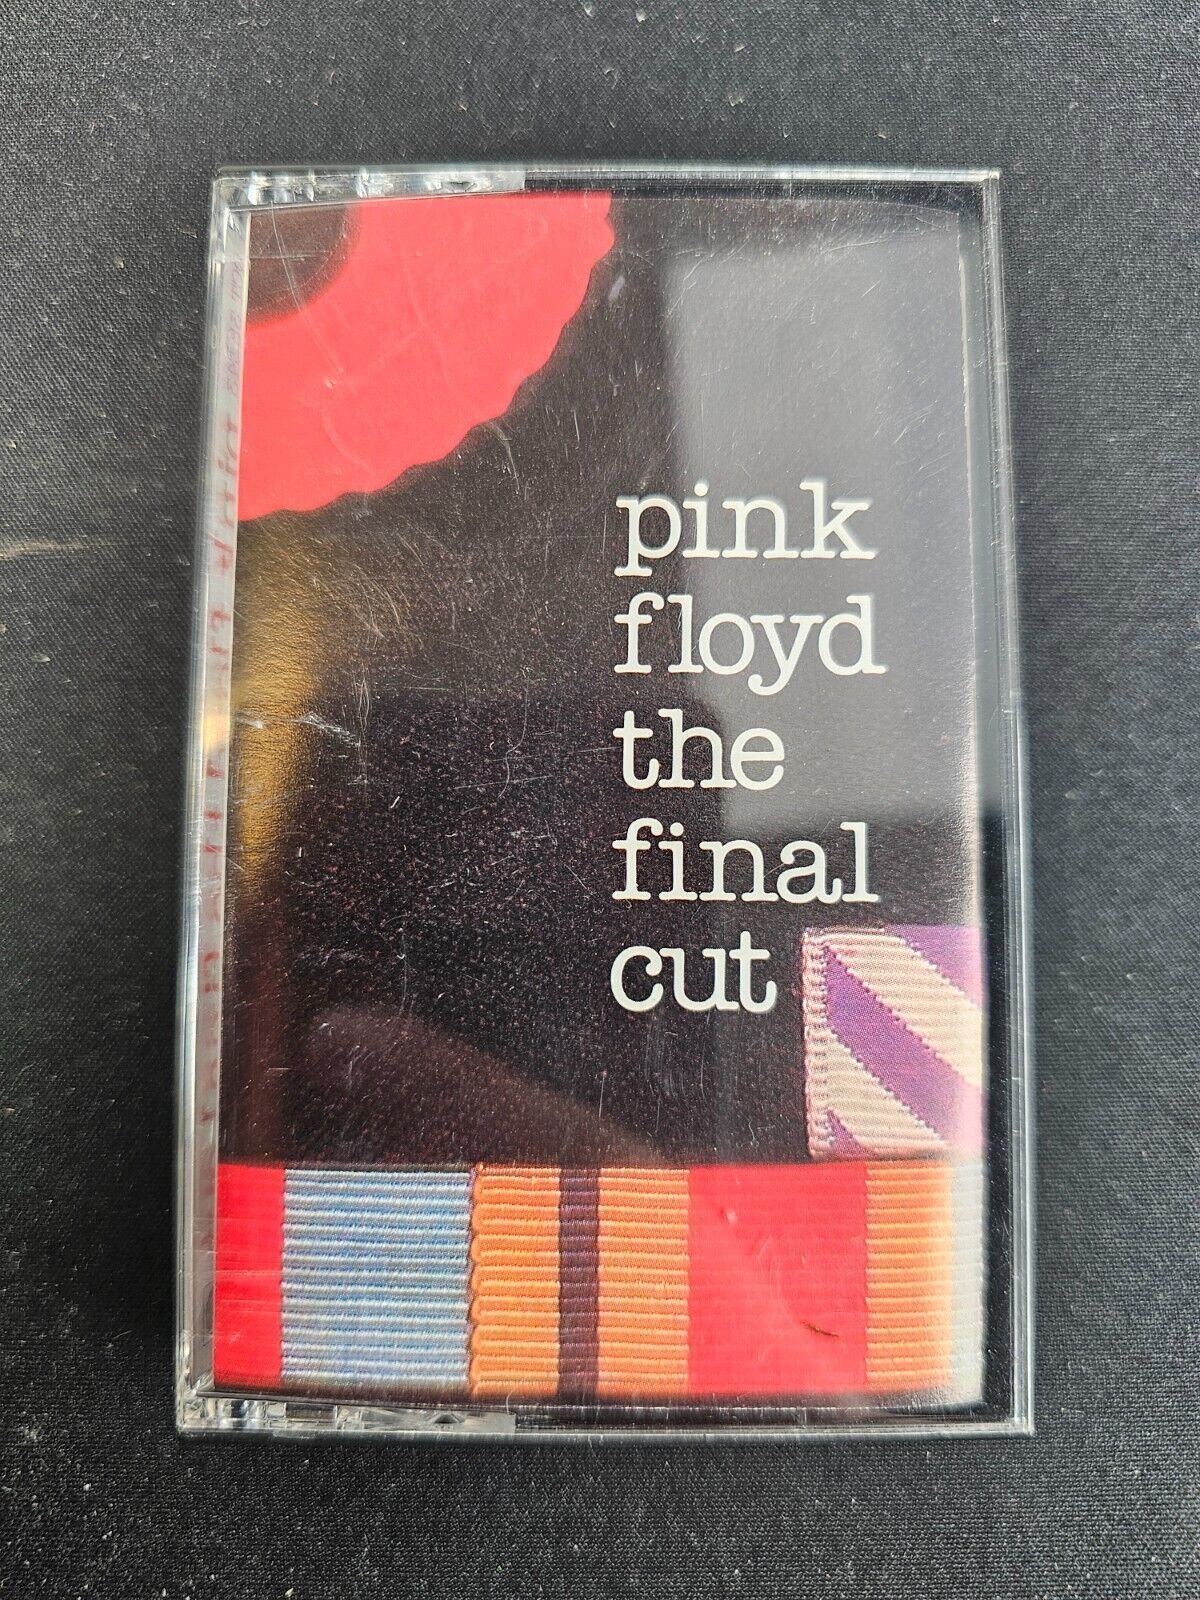 pink
floyd
the
final
cut